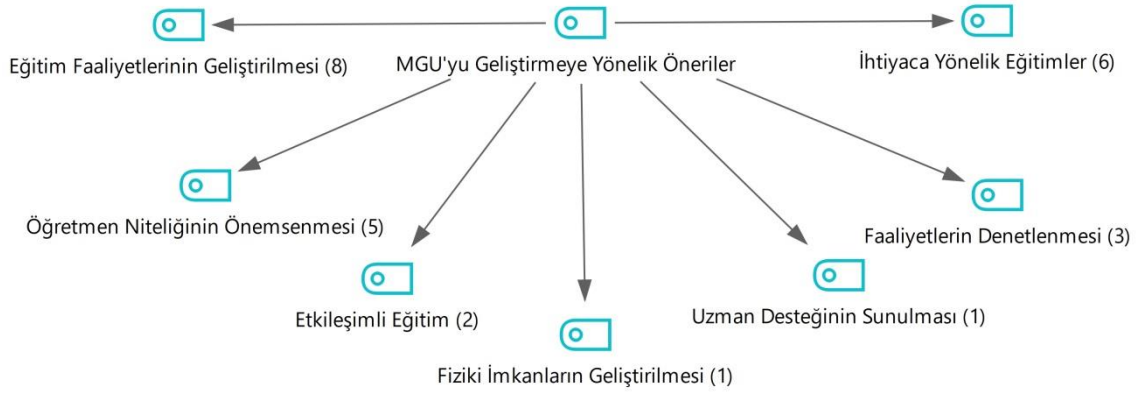 Eğitim Faaliyetlerinin Geliştirilmesi (8)
MGU'yu Geliştirmeye Yönelik Öneriler
İhtiyaca Yönelik Eğitimler (6)
Öğretmen Niteliğinin Önemsenmesi (5)
Faaliyetlerin Denetlenmesi (3)
Etkileşimli Eğitim (2)
Uzman Desteğinin Sunulması (1)
Fiziki İmkanların Geliştirilmesi (1)